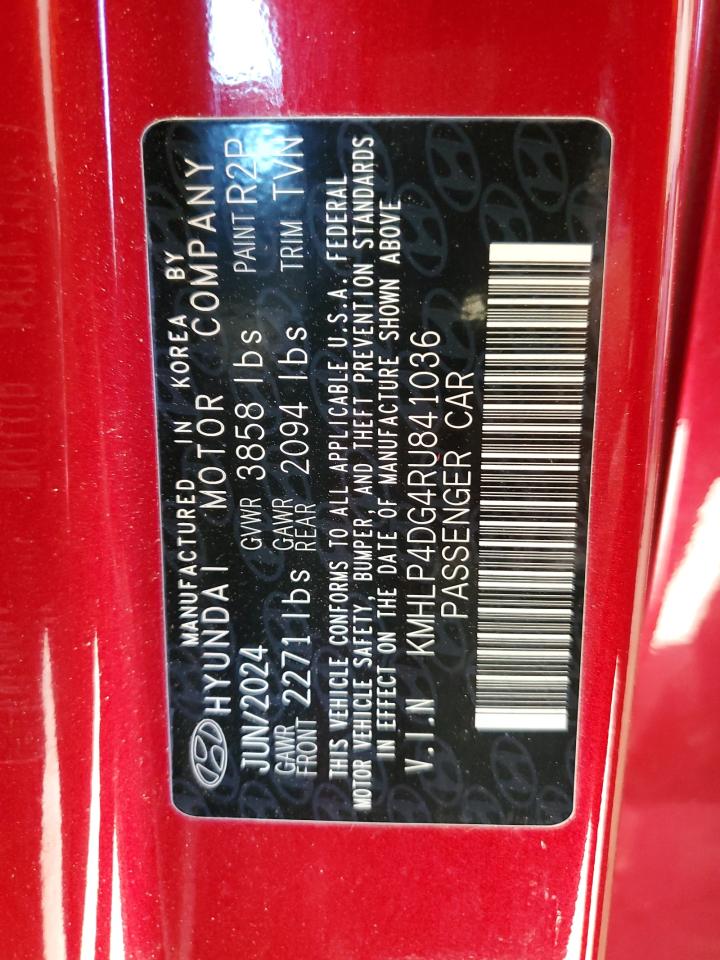 MANUFACTURED IN KOREA BY
HYUNDAI MOTOR COMPANY
JUN/2024 GVWR 3858 lbs PAINT R2P
GAWR FRONT 2271lbs GAWR REAR 2094 lbs TRIM TVN
THIS VEHICLE CONFORMS TO ALL APPLICABLE U.S.A. FEDERAL
MOTOR VEHICLE SAFETY, BUMPER, AND THEFT PREVENTION STANDARDS
IN EFFECT ON THE DATE OF MANUFACTURE SHOWN ABOVE
V.I.N KMHLP4DG4RU841036
PASSENGER CAR